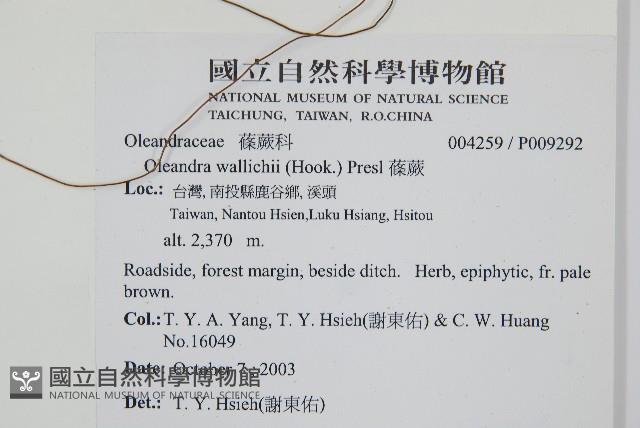 國立自然科學博物館
NATIONAL MUSEUM OF NATURAL SCIENCE
TAICHUNG, TAIWAN, R.O.CHINA
Oleandraceae 蓧蕨科 004259 / P009292
Oleandra wallichii (Hook.) Presl 蓧蕨
Loc.: 台灣, 南投縣鹿谷鄉, 溪頭
Taiwan, Nantou Hsien,Luku Hsiang, Hsitou
alt. 2,370 m.
Roadside, forest margin, beside ditch. Herb, epiphytic, fr. pale
brown.
Col.: T. Y. A. Yang, T. Y. Hsieh(謝東佑) & C. W. Huang
No.16049
Date: October 7, 2003
國立自然科學博物館
NATIONAL MUSEUM OF NATURAL SCIENCE
Det.: T. Y. Hsieh(謝東佑)